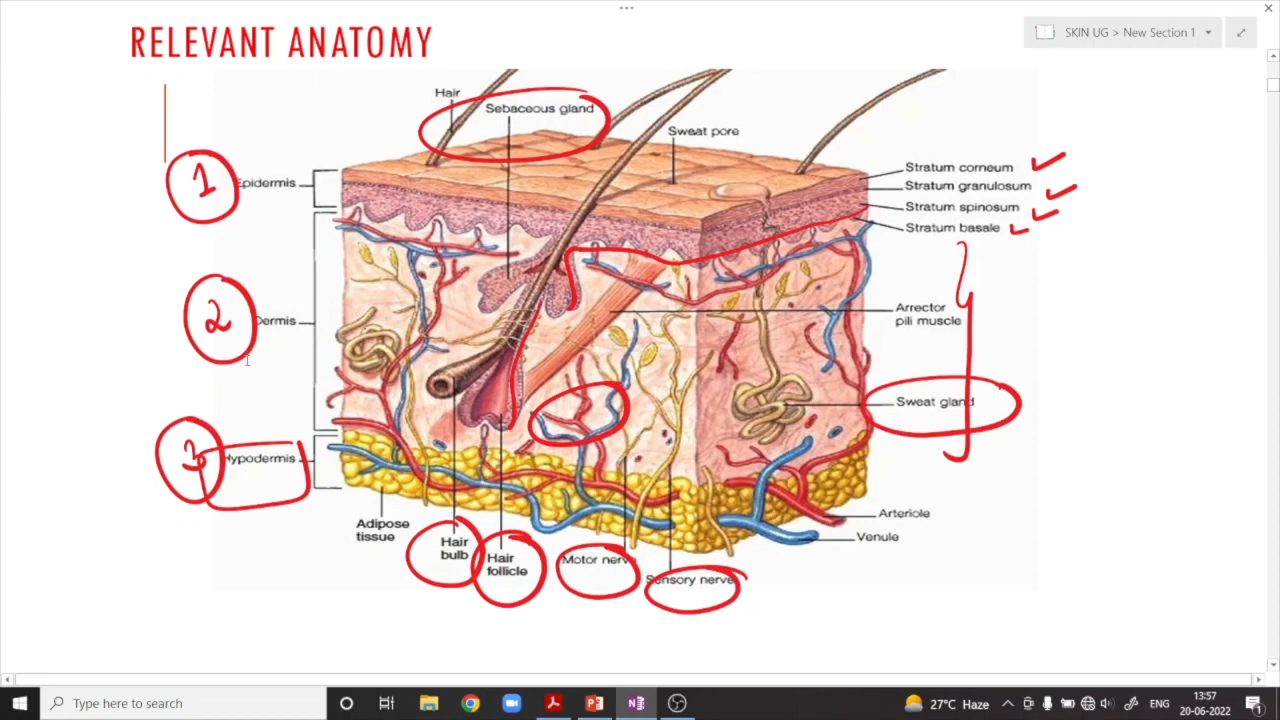 RELEVANT ANATOMY
SKIN UG > New Section 1
Hair
Sebaceous gland
Sweat pore
1
Epidermis
Stratum corneum
Stratum granulosum
Stratum spinosum
Stratum basale
2
Dermis
Arrector
pili muscle
Sweat gland
3
Hypodermis
Adipose
tissue
Hair
bulb
Hair
follicle
Motor nerve
Sensory nerve
Arteriole
Venule
Type here to search
27°C Haze
ENG
13:57
20-06-2022
1